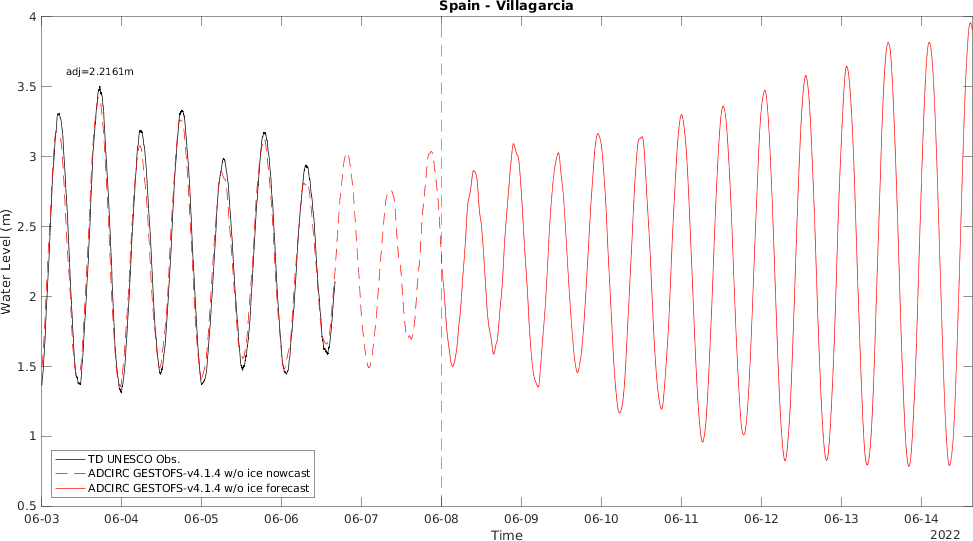 Spain - Villagarcia
adj=2.2161m
4
3.5
3
2.5
2
1.5
1
0.5
Water Level (m)
TD UNESCO Obs.
ADCIRC GESTOFS-v4.1.4 w/o ice nowcast
ADCIRC GESTOFS-v4.1.4 w/o ice forecast
06-03 06-04 06-05 06-06 06-07 06-08 06-09 06-10 06-11 06-12 06-13 06-14
Time
2022